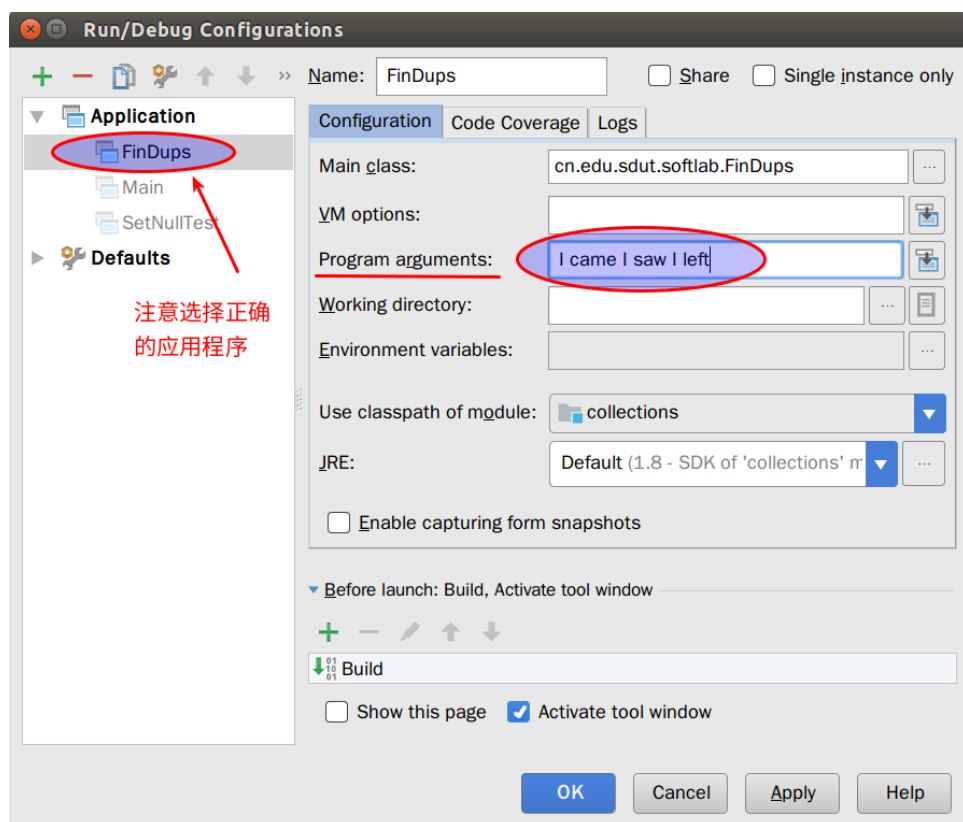 Run/Debug Configurations
Name: FinDups Share Single instance only
Application
FinDups
Main
SetNullTest
Defaults
注意选择正确
的应用程序
Configuration Code Coverage Logs
Main class: cn.edu.sdut.softlab.FinDups
VM options:
Program arguments: I came I saw I left
Working directory:
Environment variables:
Use classpath of module: collections
JRE: Default (1.8 - SDK of 'collections' m
Enable capturing form snapshots
Before launch: Build, Activate tool window
Build
Show this page Activate tool window
OK Cancel Apply Help